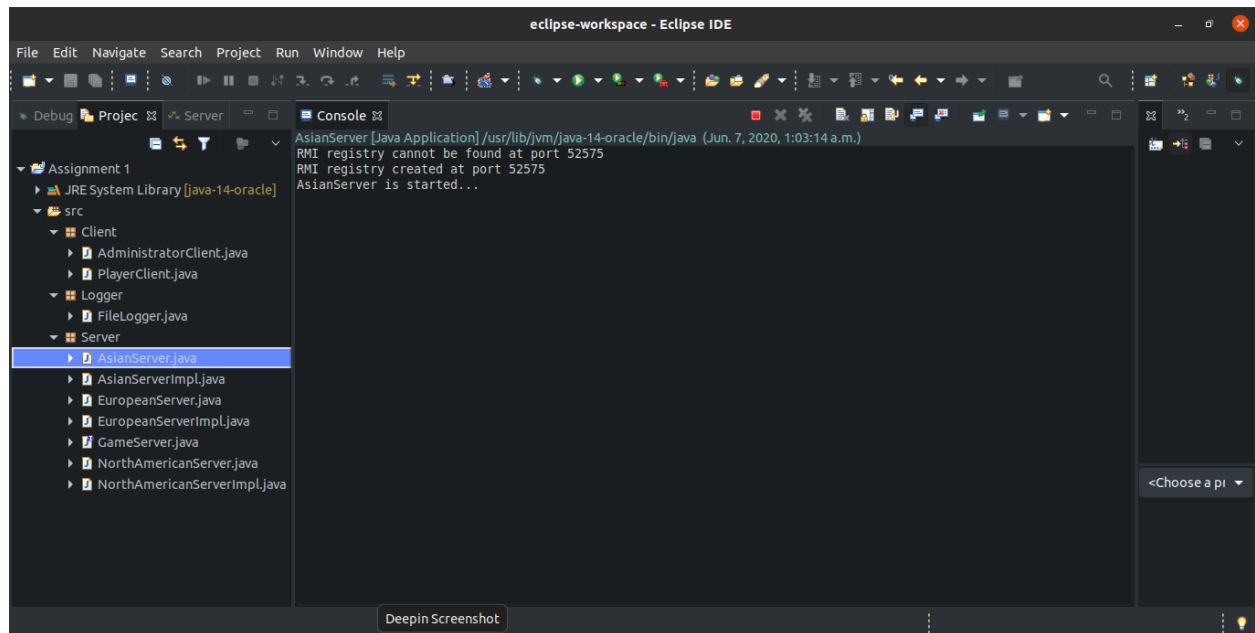 eclipse-workspace - Eclipse IDE
File Edit Navigate Search Project Run Window Help
Debug Projec Server
Console
AsianServer [Java Application] /usr/lib/jvm/java-14-oracle/bin/java (Jun. 7, 2020, 1:03:14 a.m.)
RMI registry cannot be found at port 52575
RMI registry created at port 52575
AsianServer is started...
Assignment 1
JRE System Library [java-14-oracle]
src
Client
AdministratorClient.java
PlayerClient.java
Logger
FileLogger.java
Server
AsianServer.java
AsianServerImpl.java
EuropeanServer.java
EuropeanServerImpl.java
GameServer.java
NorthAmericanServer.java
NorthAmericanServerImpl.java
»2
<Choose a pr
Deepin Screenshot